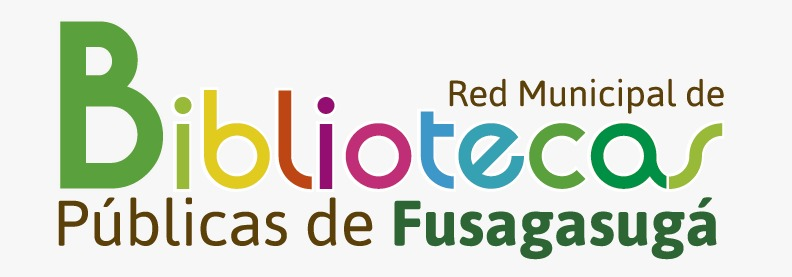 Red Municipal de
Bibliotecas
Públicas de Fusagasugá